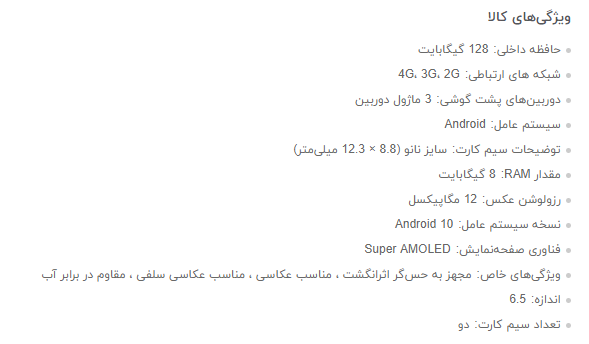 ویژگی‌های کالا
حافظه داخلی: 128 گیگابایت
شبکه های ارتباطی: 4G، 3G، 2G
دوربین‌های پشت گوشی: 3 ماژول دوربین
سیستم عامل: Android
توضیحات سیم کارت: سایز نانو (8.8 × 12.3 میلی‌متر)
مقدار RAM: 8 گیگابایت
رزولوشن عکس: 12 مگاپیکسل
نسخه سیستم عامل: Android 10
فناوری صفحه‌نمایش: Super AMOLED
ویژگی‌های خاص: مجهز به حس‌گر اثرانگشت ، مناسب عکاسی ، مناسب عکاسی سلفی ، مقاوم در برابر آب
اندازه: 6.5
تعداد سیم کارت: دو